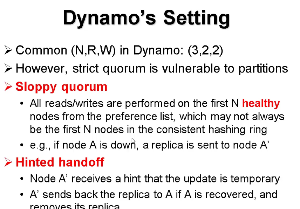 Dynamo's Setting
Common (N,R,W) in Dynamo: (3,2,2)
However, strict quorum is vulnerable to partitions
Sloppy quorum
All reads/writes are performed on the first N healthy
nodes from the preference list, which may not always
be the first N nodes in the consistent hashing ring
e.g., if node A is down, a replica is sent to node A'
Hinted handoff
Node A' receives a hint that the update is temporary
A' sends back the replica to A if A is recovered, and
removes its replica